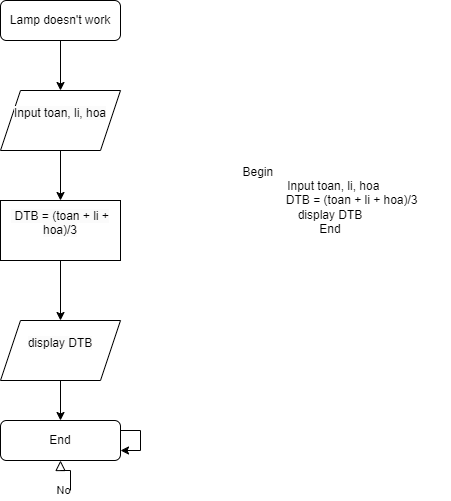 Lamp doesn't work
Input toan, li, hoa
DTB = (toan + li +
hoa)/3
display DTB
End
No
Begin
Input toan, li, hoa
DTB = (toan + li + hoa)/3
display DTB
End